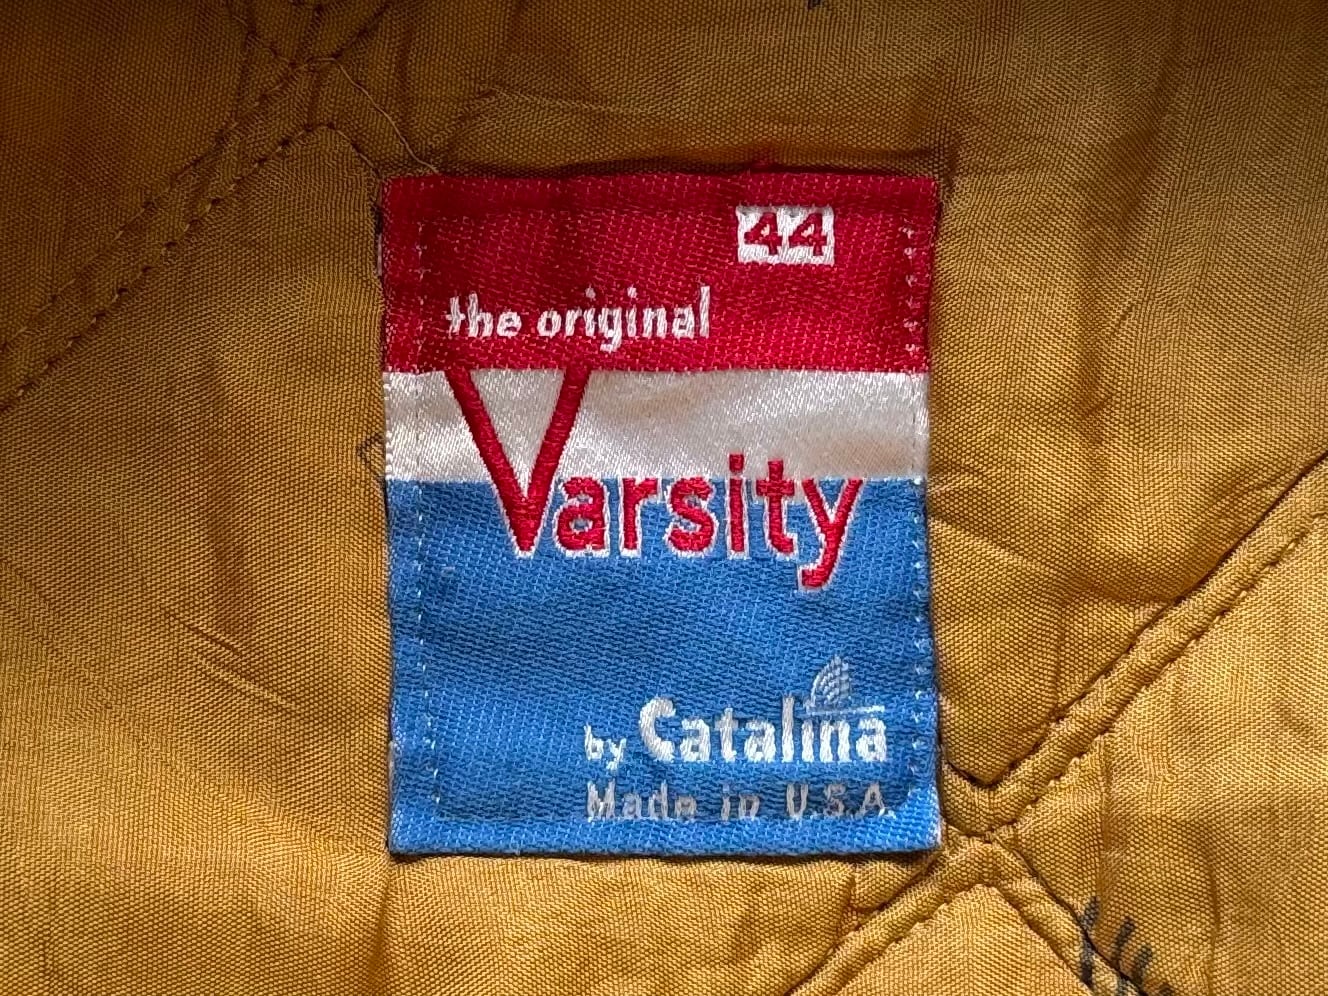 44
the original
Varsity
by Catalina
Made in U.S.A.